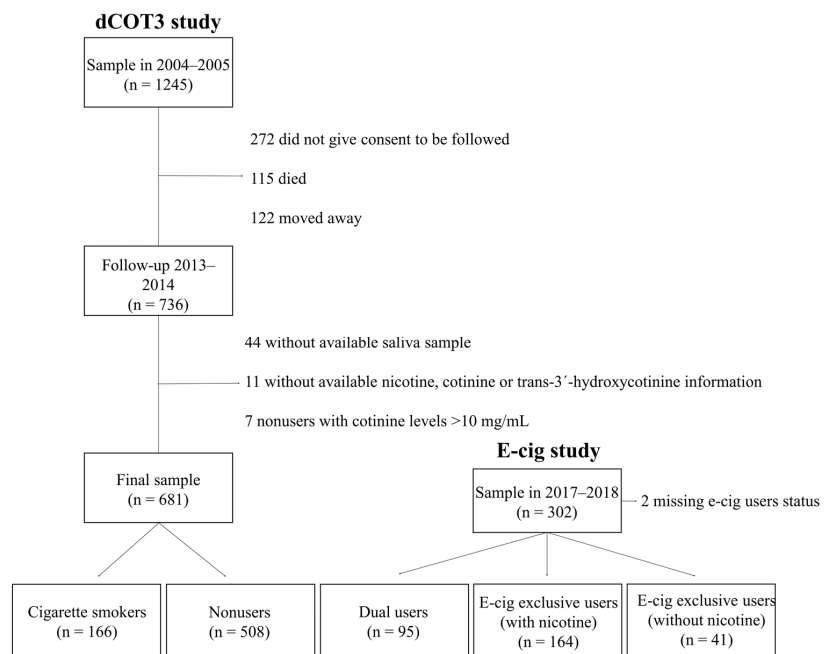 dCOT3 study
Sample in 2004–2005
(n = 1245)
272 did not give consent to be followed
115 died
122 moved away
Follow-up 2013–
2014
(n = 736)
44 without available saliva sample
11 without available nicotine, cotinine or trans-3´-hydroxycotinine information
7 nonusers with cotinine levels >10 mg/mL
Final sample
(n = 681)
Cigarette smokers
(n = 166)
Nonusers
(n = 508)
E-cig study
Sample in 2017–2018
(n = 302)
2 missing e-cig users status
Dual users
(n = 95)
E-cig exclusive users
(with nicotine)
(n = 164)
E-cig exclusive users
(without nicotine)
(n = 41)